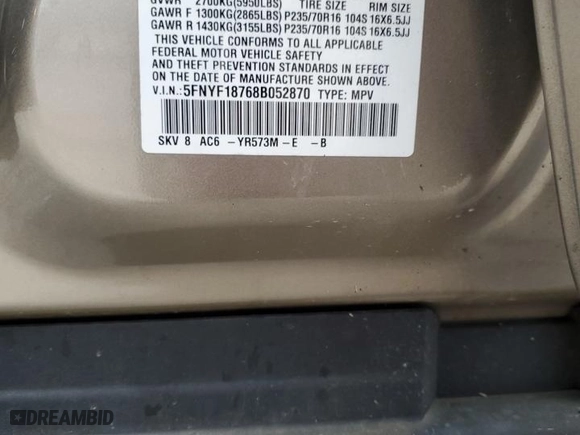 GVWR 2700KG(5950LBS) TIRE SIZE RIM SIZE
GAWR F 1300KG(2865LBS) P235/70R16 104S 16X6.5JJ
GAWR R 1430KG(3155LBS) P235/70R16 104S 16X6.5JJ
THIS VEHICLE CONFORMS TO ALL APPLICABLE
FEDERAL MOTOR VEHICLE SAFETY
AND THEFT PREVENTION STANDARDS IN EFFECT
ON THE DATE OF MANUFACTURE SHOWN ABOVE.
V.I.N.:5FNYF18768B052870 TYPE: MPV
SKV 8 AC6 -YR573M -E -B
DREAMBID